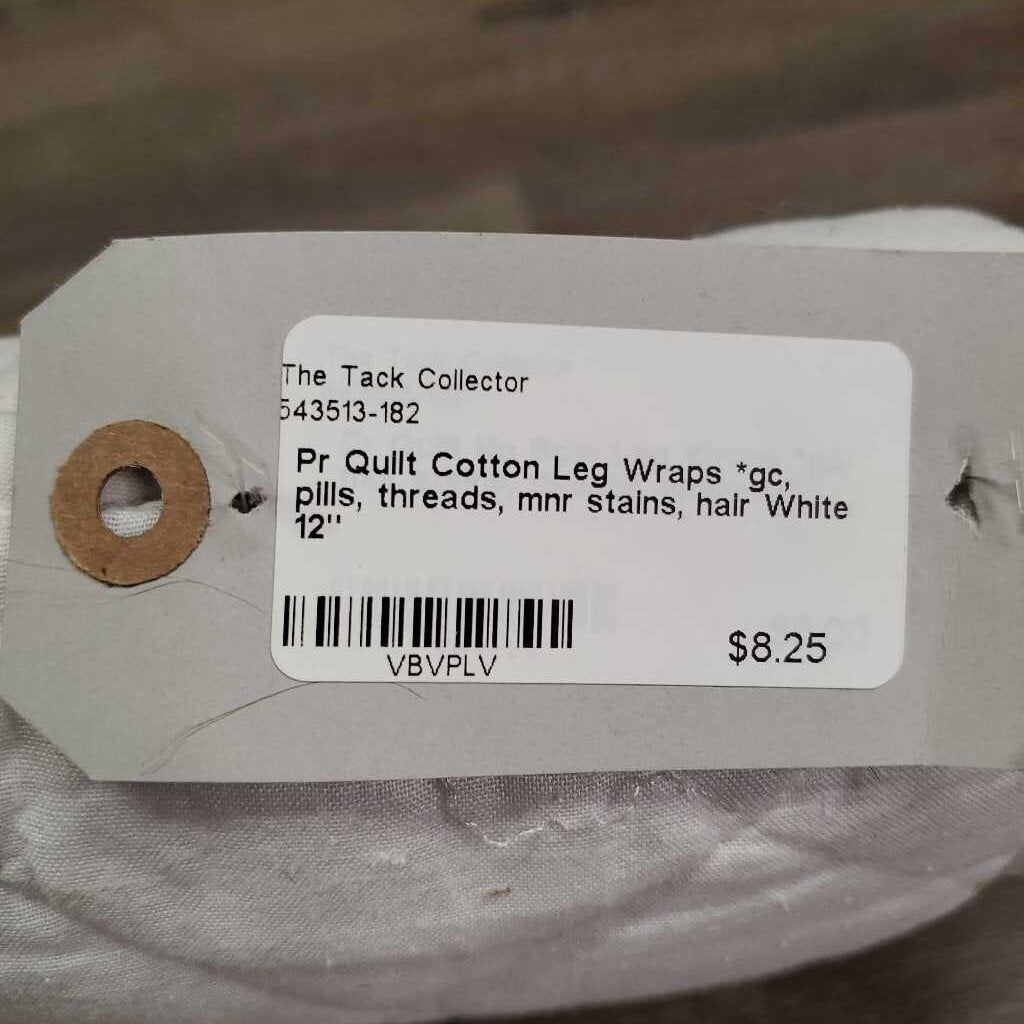 The Tack Collector
543513-182
Pr Quilt Cotton Leg Wraps *gc,
pills, threads, mnr stains, hair White
12"
VBVPLV
$8.25